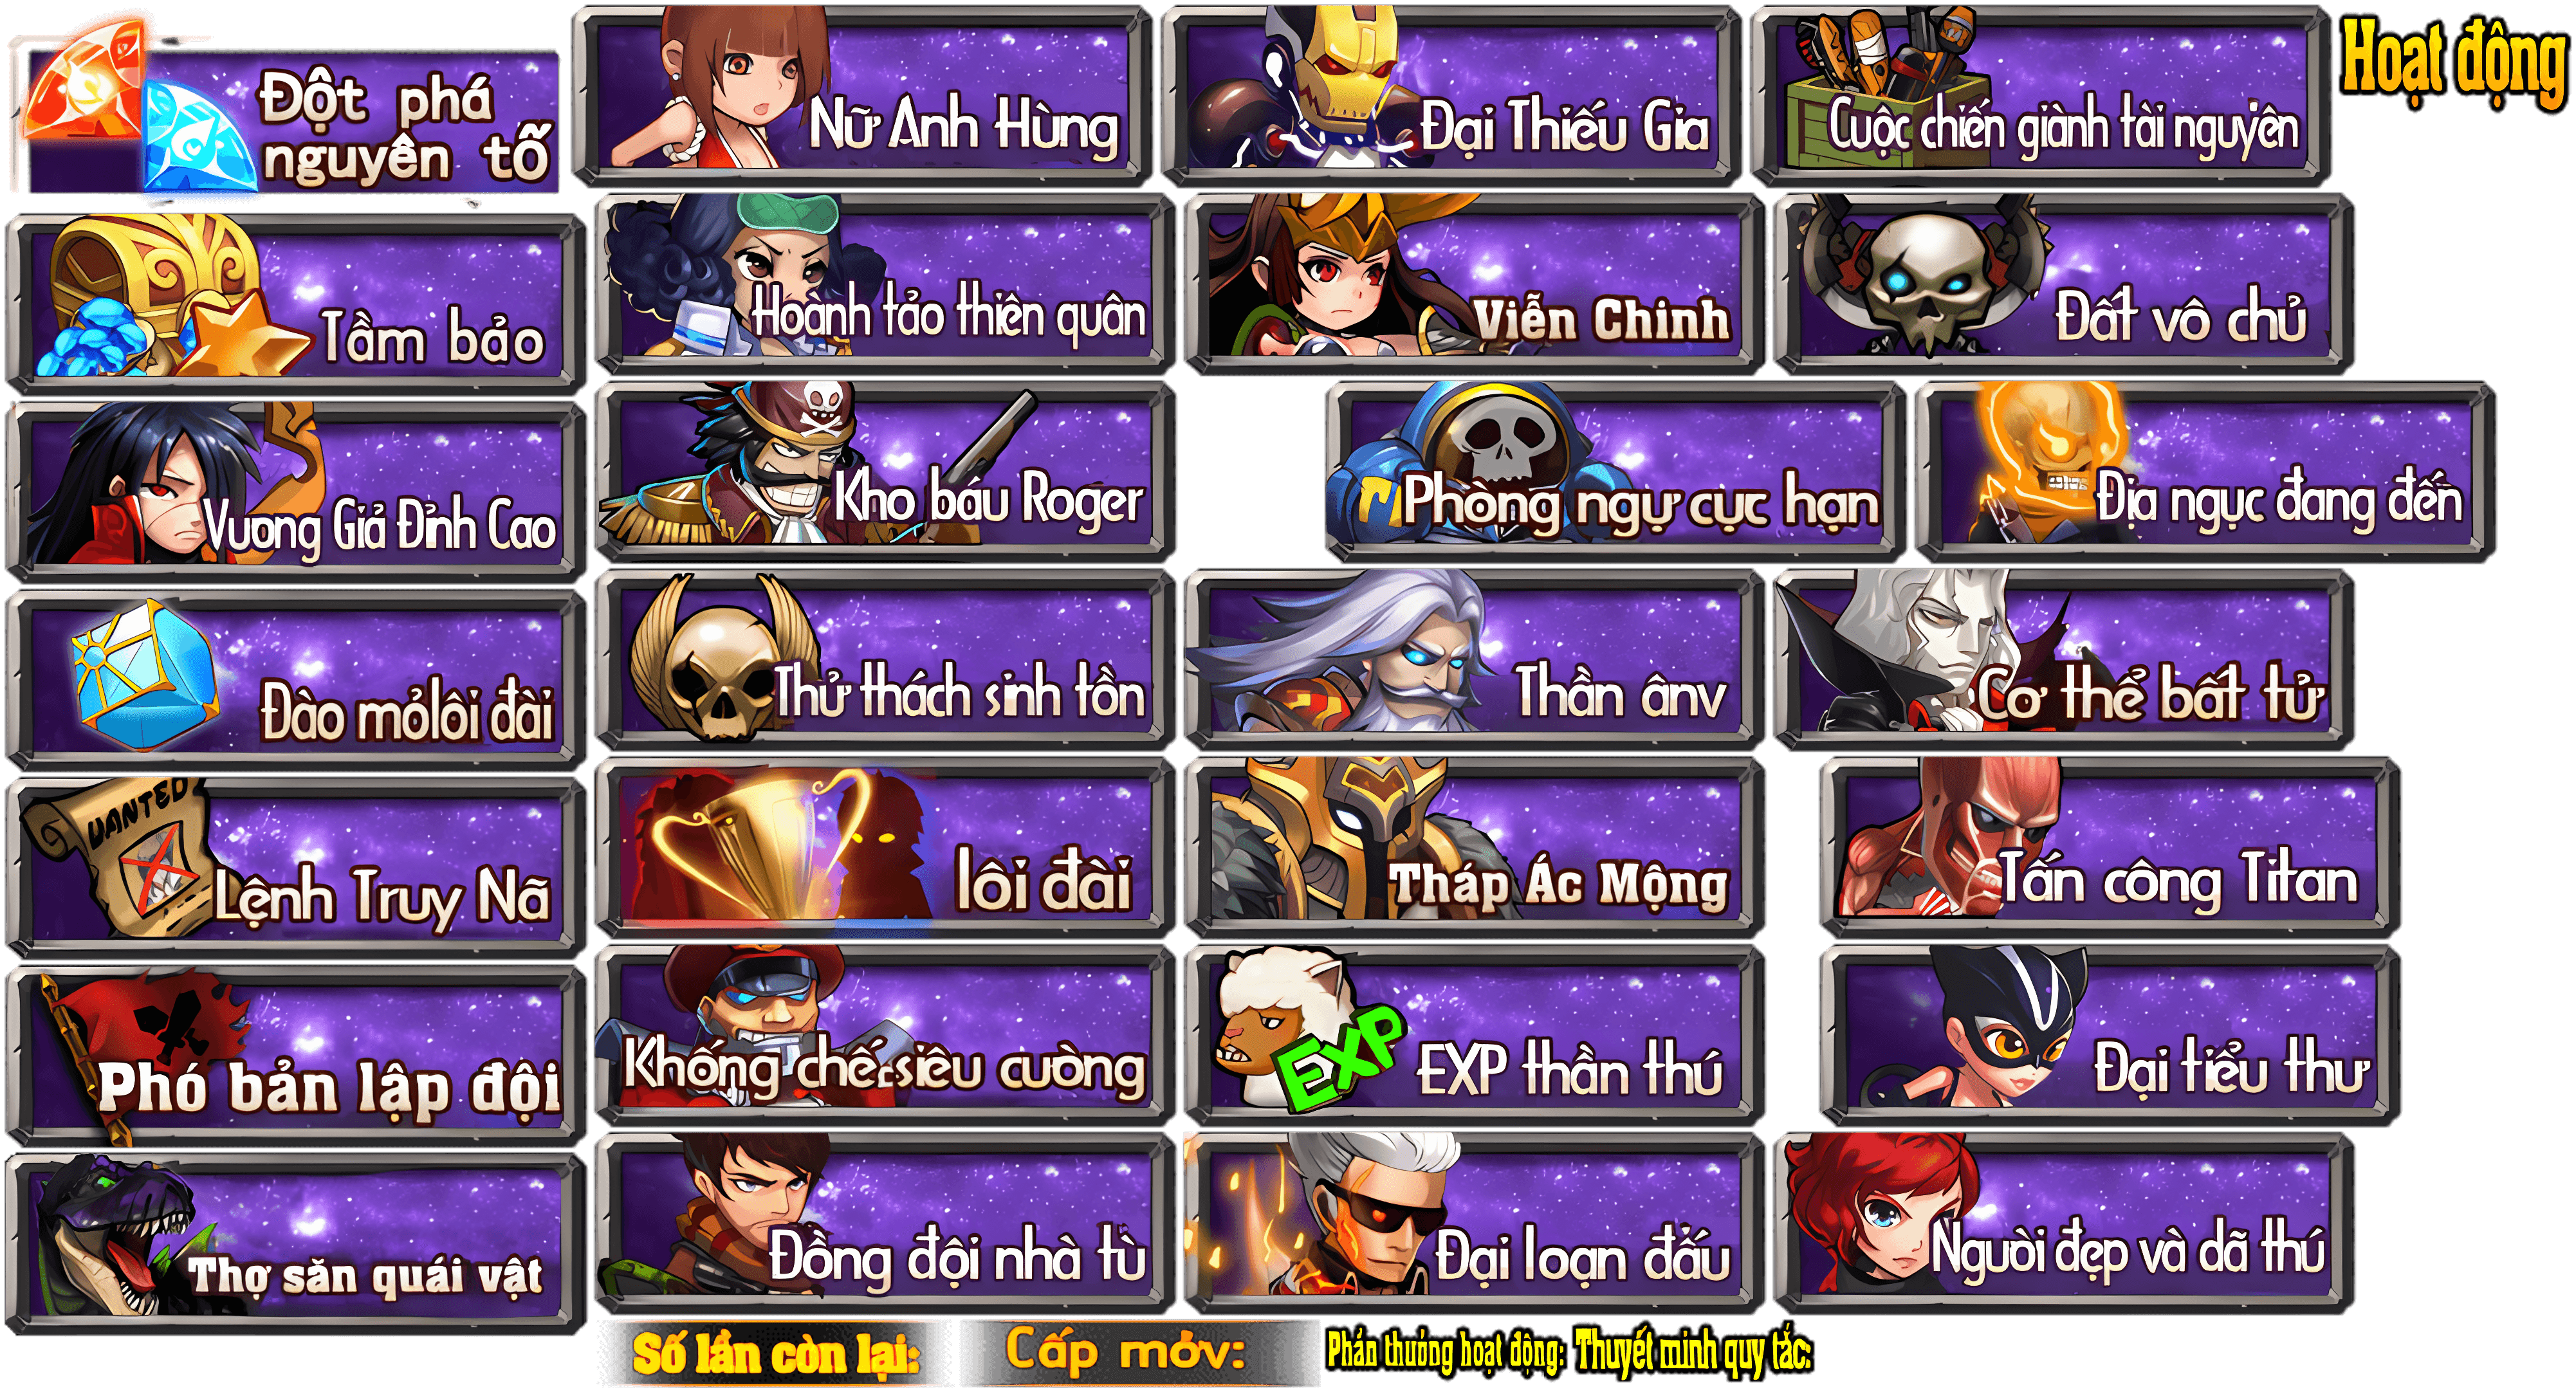 Đột phá
nguyên tỗ
Nữ Anh Hùng
Đại Thiếu Gia
Cuộc chiến giành tài nguyên
Hoạt động
Tầm bảo
Hoành tảo thiên quân
Viễn Chinh
Đất vô chủ
Vương Giả Đỉnh Cao
Kho báu Roger
Phòng ngự cực hạn
Địa ngục đang đến
Đào mỏlôi đài
Thử thách sinh tồn
Thần ânv
Cơ thể bất tử
WANTED
Lệnh Truy Nã
lôi đài
Tháp Ác Mộng
Tấn công Titan
Phó bản lập đội
Khống chế siêu cường
EXP
EXP thần thú
Đại tiểu thư
Thợ săn quái vật
Đồng đội nhà tù
Đại loạn đấu
Người đẹp và dã thú
Số lần còn lại:
Cấp mởv:
Phần thưởng hoạt động:
Thuyết minh quy tắc: